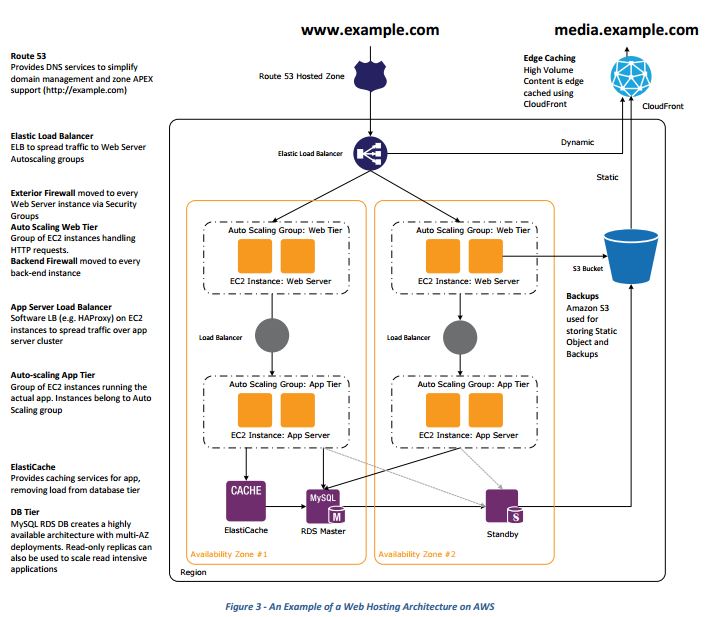 www.example.com
media.example.com
Route 53
Provides DNS services to simplify
domain management and zone APEX
support (http://example.com)
Route 53 Hosted Zone
Edge Caching
High Volume
Content is edge
cached using
CloudFront
CloudFront
Elastic Load Balancer
ELB to spread traffic to Web Server
Autoscaling groups
Elastic Load Balancer
Dynamic
Static
Exterior Firewall moved to every
Web Server instance via Security
Groups
Auto Scaling Web Tier
Group of EC2 instances handling
HTTP requests.
Backend Firewall moved to every
back-end instance
Auto Scaling Group: Web Tier
EC2 Instance: Web Server
Auto Scaling Group: Web Tier
EC2 Instance: Web Server
S3 Bucket
Backups
Amazon S3
used for
storing Static
Object and
Backups
App Server Load Balancer
Software LB (e.g. HAProxy) on EC2
instances to spread traffic over app
server cluster
Load Balancer
Load Balancer
Auto-scaling App Tier
Group of EC2 instances running the
actual app. Instances belong to Auto
Scaling group
Auto Scaling Group: App Tier
EC2 Instance: App Server
Auto Scaling Group: App Tier
EC2 Instance: App Server
ElastiCache
Provides caching services for app,
removing load from database tier
CACHE
ElastiCache
MySQL
M
RDS Master
S
Standby
DB Tier
MySQL RDS DB creates a highly
available architecture with multi-AZ
deployments. Read-only replicas can
also be used to scale read intensive
applications
Availability Zone #1
Availability Zone #2
Region
Figure 3 - An Example of a Web Hosting Architecture on AWS